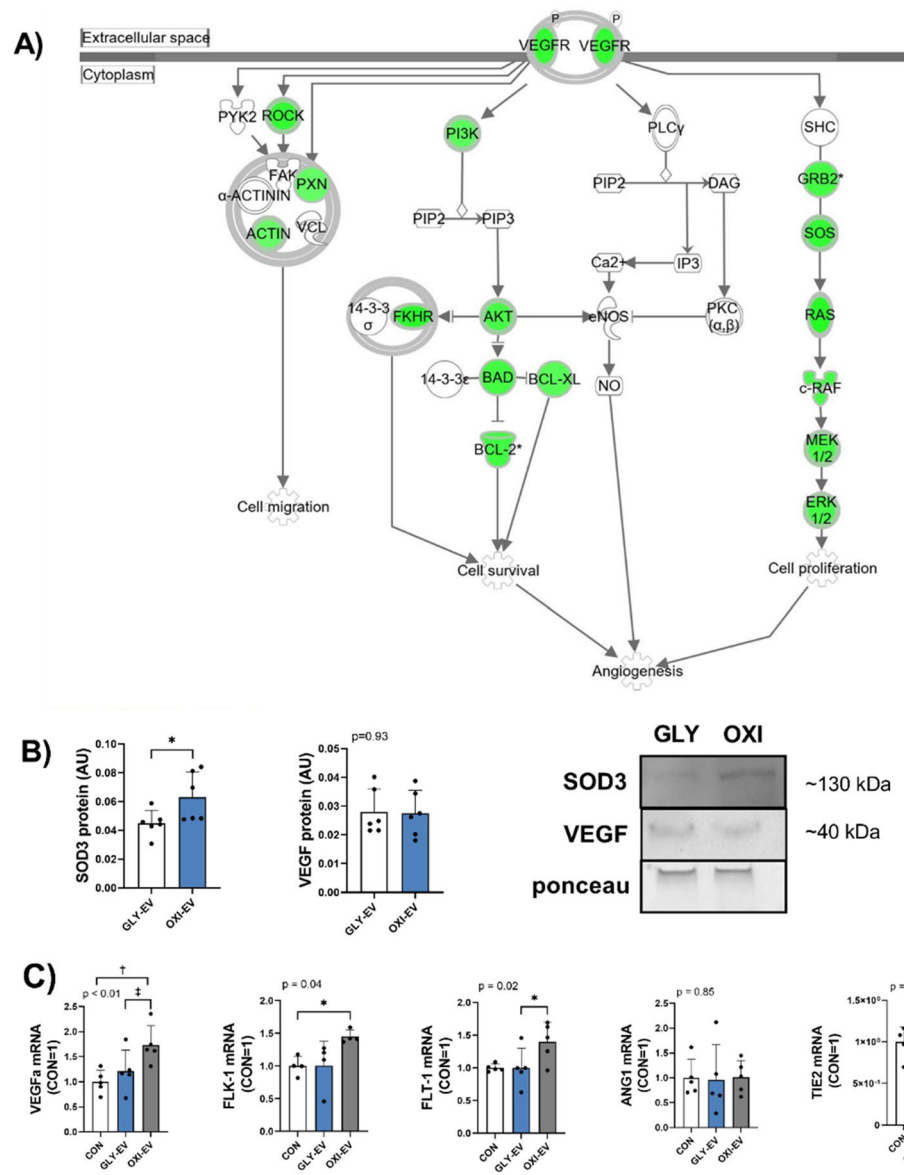 A)
Extracellular space
Cytoplasm
P
P
VEGFR
VEGFR
PYK2
ROCK
FAK
PXN
α-ACTININ
ACTIN
VCL
PI3K
PLCγ
SHC
PIP2
PIP3
PIP2
DAG
GRB2*
SOS
Ca2+
IP3
14-3-3
σ
FKHR
AKT
eNOS
PKC
(α,β)
RAS
14-3-3ε
BAD
BCL-XL
NO
c-RAF
BCL-2*
MEK
1/2
Cell migration
ERK
1/2
Cell survival
Cell proliferation
Angiogenesis
B)
SOD3 protein (AU)
0.10
0.08
0.06
0.04
0.02
0.00
*
GLY-EV
OXI-EV
VEGF protein (AU)
p=0.93
0.05
0.04
0.03
0.02
0.01
0.00
GLY-EV
OXI-EV
GLY OXI
SOD3
~130 kDa
VEGF
~40 kDa
ponceau
C)
VEGFa mRNA
(CON=1)
†
p < 0.01
‡
2.5
2.0
1.5
1.0
0.5
0.0
CON
GLY-EV
OXI-EV
FLK-1 mRNA
(CON=1)
p = 0.04
*
2.0
1.5
1.0
0.5
0.0
CON
GLY-EV
OXI-EV
FLT-1 mRNA
(CON=1)
p = 0.02
*
2.0
1.5
1.0
0.5
0.0
CON
GLY-EV
OXI-EV
ANG1 mRNA
(CON=1)
p = 0.85
2.5
2.0
1.5
1.0
0.5
0.0
CON
GLY-EV
OXI-EV
TIE2 mRNA
(CON=1)
p =
1.5×10⁰
1×10⁰
5×10⁻¹
0
CON